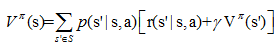 V^π(s)=∑_{s'∈S} p(s'|s,a)[r(s'|s,a)+γV^π(s')]